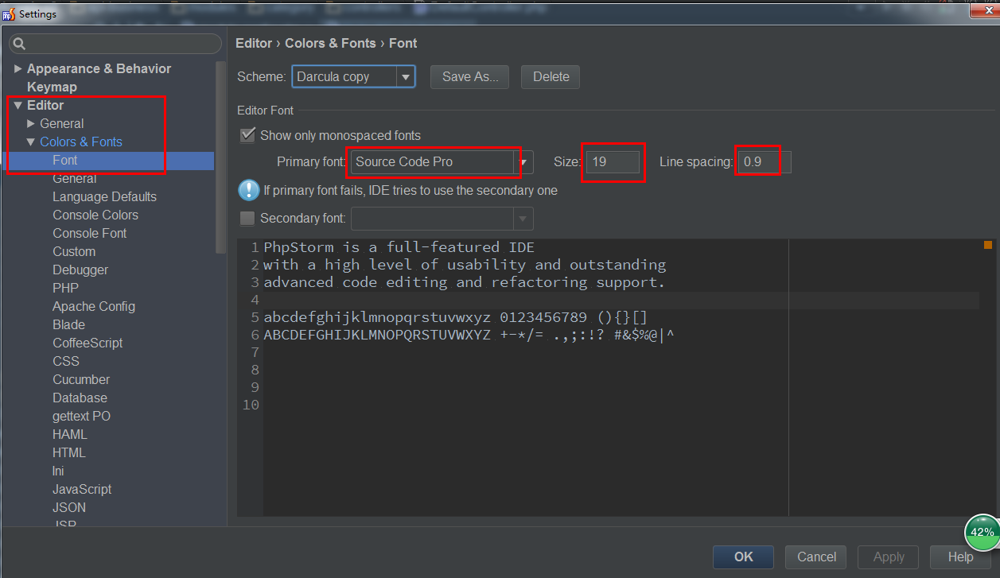 Settings
Editor › Colors & Fonts › Font
Appearance & Behavior
Keymap
Editor
General
Colors & Fonts
Font
General
Language Defaults
Console Colors
Console Font
Custom
Debugger
PHP
Apache Config
Blade
CoffeeScript
CSS
Cucumber
Database
gettext PO
HAML
HTML
Ini
JavaScript
JSON
JSP
Scheme: Darcula copy Save As... Delete
Editor Font
Show only monospaced fonts
Primary font: Source Code Pro Size: 19 Line spacing: 0.9
If primary font fails, IDE tries to use the secondary one
Secondary font:
1 PhpStorm is a full-featured IDE
2 with a high level of usability and outstanding
3 advanced code editing and refactoring support.
4
5 abcdefghijklmnopqrstuvwxyz 0123456789 (){}[]
6 ABCDEFGHIJKLMNOPQRSTUVWXYZ +-*/= .,;:!? #&$%@|^
7
8
9
10
42%
OK Cancel Apply Help